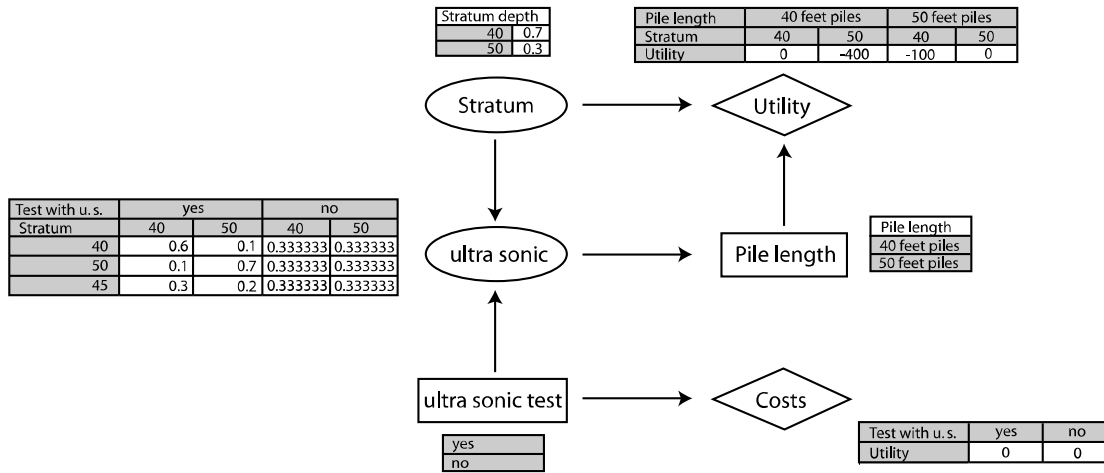 Stratum depth
40 0.7
50 0.3
Pile length 40 feet piles 50 feet piles
Stratum 40 50 40 50
Utility 0 -400 -100 0
Stratum
Utility
Test with u. s. yes no
Stratum 40 50 40 50
40 0.6 0.1 0.333333 0.333333
50 0.1 0.7 0.333333 0.333333
45 0.3 0.2 0.333333 0.333333
ultra sonic
Pile length
Pile length
40 feet piles
50 feet piles
ultra sonic test
Costs
yes
no
Test with u. s. yes no
Utility 0 0